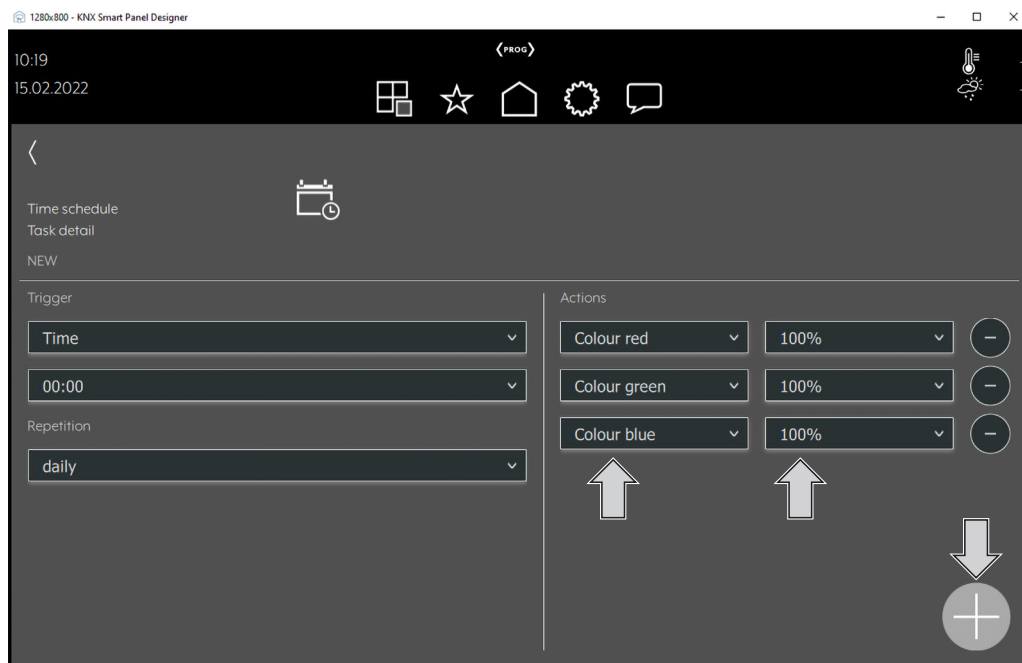 1280x800 - KNX Smart Panel Designer
10:19
15.02.2022
PROG
Time schedule
Task detail
NEW
Trigger
Time
00:00
Repetition
daily
Actions
Colour red 100%
Colour green 100%
Colour blue 100%